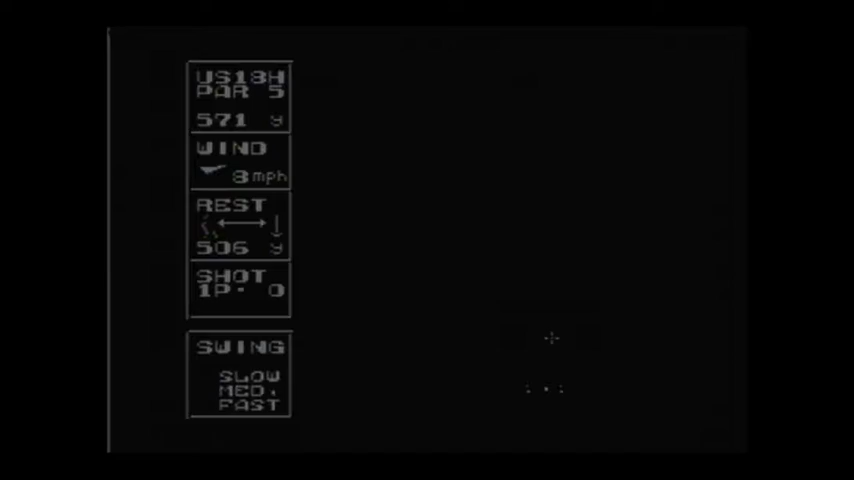 US18H
PAR 5
571 y
WIND
8mph
REST
506 y
SHOT
1P· 0
SWING
SLOW
MED.
FAST